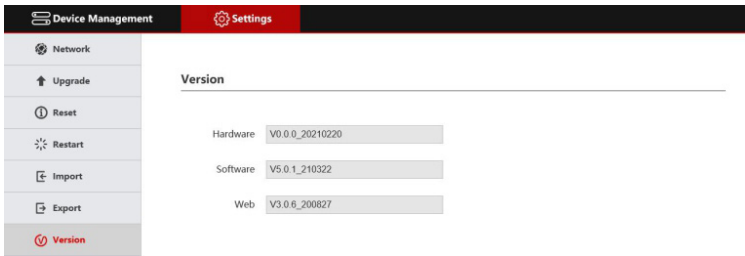 Device Management Settings
Network
Upgrade
Reset
Restart
Import
Export
Version
Version
Hardware V0.0.0_20210220
Software V5.0.1_210322
Web V3.0.6_200827